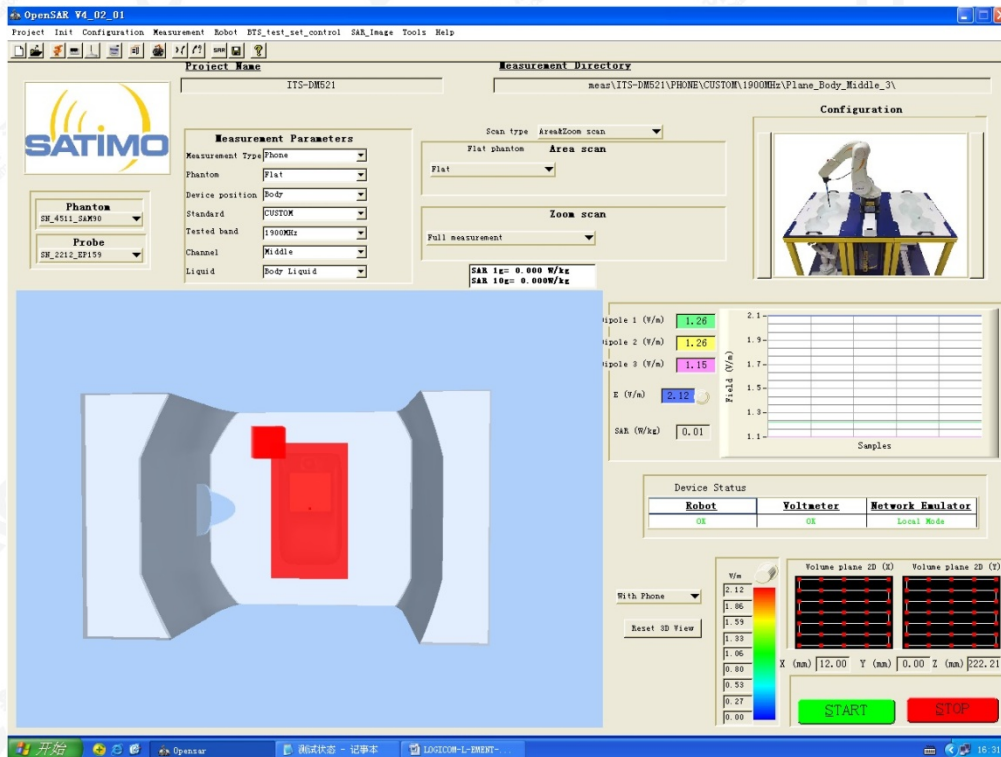 OpenSAR V4_02_01
Project Init Configuration Measurement Robot BTS_test_set_control SAR_Image Tools Help
Project Name
ITS-DM521
Measurement Directory
meas\ITS-DM521\PHONE\CUSTOM\1900MHz\Plane_Body_Middle_3\
SATIMO
Phantom
SN_4511_SAM90
Probe
SN_2212_EP159
Measurement Parameters
Measurement Type Phone
Phantom Flat
Device position Body
Standard CUSTOM
Tested band 1900MHz
Channel Middle
Liquid Body Liquid
Scan type Area&Zoom scan
Flat phantom Area scan
Flat
Zoom scan
Full measurement
SAR 1g= 0.000 W/kg
SAR 10g= 0.000W/kg
Configuration
ipole 1 (V/m) 1.26
ipole 2 (V/m) 1.26
ipole 3 (V/m) 1.15
E (V/m) 2.12
SAR (W/kg) 0.01
Field (V/m)
2.1
1.9
1.7
1.5
1.3
1.1
Samples
Device Status
Robot Voltmeter Network Emulator
OK OK Local Mode
With Phone
Reset 3D View
V/m
2.12
1.86
1.59
1.33
1.06
0.80
0.53
0.27
0.00
Volume plane 2D (X) Volume plane 2D (Y)
X (mm) 12.00 Y (mm) 0.00 Z (mm) 222.21
START STOP
开始 Opensar 测试状态 - 记事本 LOGICOM-L-EMENT-... 16:31